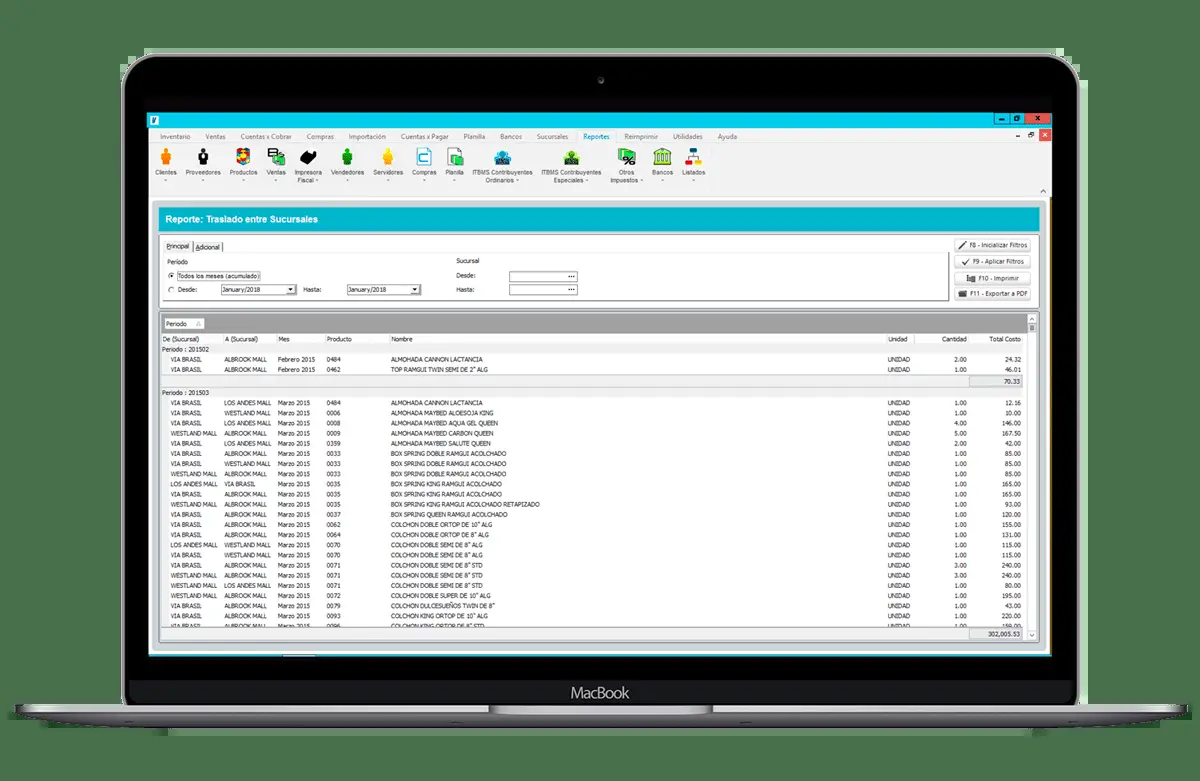 Inventario Ventas Cuentas x Cobrar Compras Importación Cuentas x Pagar Planilla Bancos Sucursales Reportes Reimprimir Utilidades Ayuda
Clientes Proveedores Productos Ventas Impresora Fiscal Vendedores Servidores Compras Planilla ITBMS Contribuyentes Ordinarios ITBMS Contribuyentes Especiales Otros Impuestos Bancos Listados
Reporte: Traslado entre Sucursales
Principal Adicional
F8 - Inicializar Filtros
Período Sucursal
F9 - Aplicar Filtros
Todos los meses (acumulado) Desde: ...
F10 - Imprimir
Desde: January/2018 Hasta: January/2018 Hasta: ...
F11 - Exportar a PDF
Periodo
De (Sucursal) A (Sucursal) Mes Producto Nombre Unidad Cantidad Total Costo
Periodo : 201502
VIA BRASIL ALBROOK MALL Febrero 2015 0484 ALMOHADA CANNON LACTANCIA UNIDAD 2.00 24.32
VIA BRASIL ALBROOK MALL Febrero 2015 0462 TOP RAMGUI TWIN SEMI DE 2" ALG UNIDAD 1.00 46.01
70.33
Periodo : 201503
VIA BRASIL LOS ANDES MALL Marzo 2015 0484 ALMOHADA CANNON LACTANCIA UNIDAD 1.00 12.16
VIA BRASIL WESTLAND MALL Marzo 2015 0006 ALMOHADA MAYBED ALOESOJA KING UNIDAD 1.00 10.00
VIA BRASIL LOS ANDES MALL Marzo 2015 0008 ALMOHADA MAYBED AQUA GEL QUEEN UNIDAD 4.00 146.00
WESTLAND MALL ALBROOK MALL Marzo 2015 0009 ALMOHADA MAYBED CARBON QUEEN UNIDAD 5.00 167.50
VIA BRASIL LOS ANDES MALL Marzo 2015 0359 ALMOHADA MAYBED SALUTE QUEEN UNIDAD 2.00 42.00
VIA BRASIL ALBROOK MALL Marzo 2015 0033 BOX SPRING DOBLE RAMGUI ACOLCHADO UNIDAD 1.00 85.00
VIA BRASIL WESTLAND MALL Marzo 2015 0033 BOX SPRING DOBLE RAMGUI ACOLCHADO UNIDAD 1.00 85.00
WESTLAND MALL ALBROOK MALL Marzo 2015 0033 BOX SPRING DOBLE RAMGUI ACOLCHADO UNIDAD 1.00 85.00
LOS ANDES MALL VIA BRASIL Marzo 2015 0035 BOX SPRING KING RAMGUI ACOLCHADO UNIDAD 1.00 165.00
VIA BRASIL ALBROOK MALL Marzo 2015 0035 BOX SPRING KING RAMGUI ACOLCHADO UNIDAD 1.00 165.00
WESTLAND MALL ALBROOK MALL Marzo 2015 0035 BOX SPRING KING RAMGUI ACOLCHADO RETAPIZADO UNIDAD 1.00 93.00
VIA BRASIL ALBROOK MALL Marzo 2015 0037 BOX SPRING QUEEN RAMGUI ACOLCHADO UNIDAD 1.00 120.00
VIA BRASIL ALBROOK MALL Marzo 2015 0062 COLCHON DOBLE ORTOP DE 10" ALG UNIDAD 1.00 155.00
VIA BRASIL ALBROOK MALL Marzo 2015 0064 COLCHON DOBLE ORTOP DE 8" ALG UNIDAD 1.00 131.00
LOS ANDES MALL WESTLAND MALL Marzo 2015 0070 COLCHON DOBLE SEMI DE 8" ALG UNIDAD 1.00 115.00
VIA BRASIL WESTLAND MALL Marzo 2015 0070 COLCHON DOBLE SEMI DE 8" ALG UNIDAD 1.00 115.00
VIA BRASIL ALBROOK MALL Marzo 2015 0071 COLCHON DOBLE SEMI DE 8" STD UNIDAD 3.00 240.00
WESTLAND MALL ALBROOK MALL Marzo 2015 0071 COLCHON DOBLE SEMI DE 8" STD UNIDAD 3.00 240.00
WESTLAND MALL LOS ANDES MALL Marzo 2015 0071 COLCHON DOBLE SEMI DE 8" STD UNIDAD 1.00 80.00
WESTLAND MALL ALBROOK MALL Marzo 2015 0072 COLCHON DOBLE SUPER DE 10" ALG UNIDAD 1.00 195.00
VIA BRASIL ALBROOK MALL Marzo 2015 0079 COLCHON DULCESUEÑOS TWIN DE 8" UNIDAD 1.00 43.00
VIA BRASIL ALBROOK MALL Marzo 2015 0093 COLCHON KING ORTOP DE 10" ALG UNIDAD 1.00 220.00
VIA BRASIL ALBROOK MALL Marzo 2015 0096 COLCHON KING ORTOP DE 8" STD UNIDAD 1.00 159.00
302,005.53
MacBook